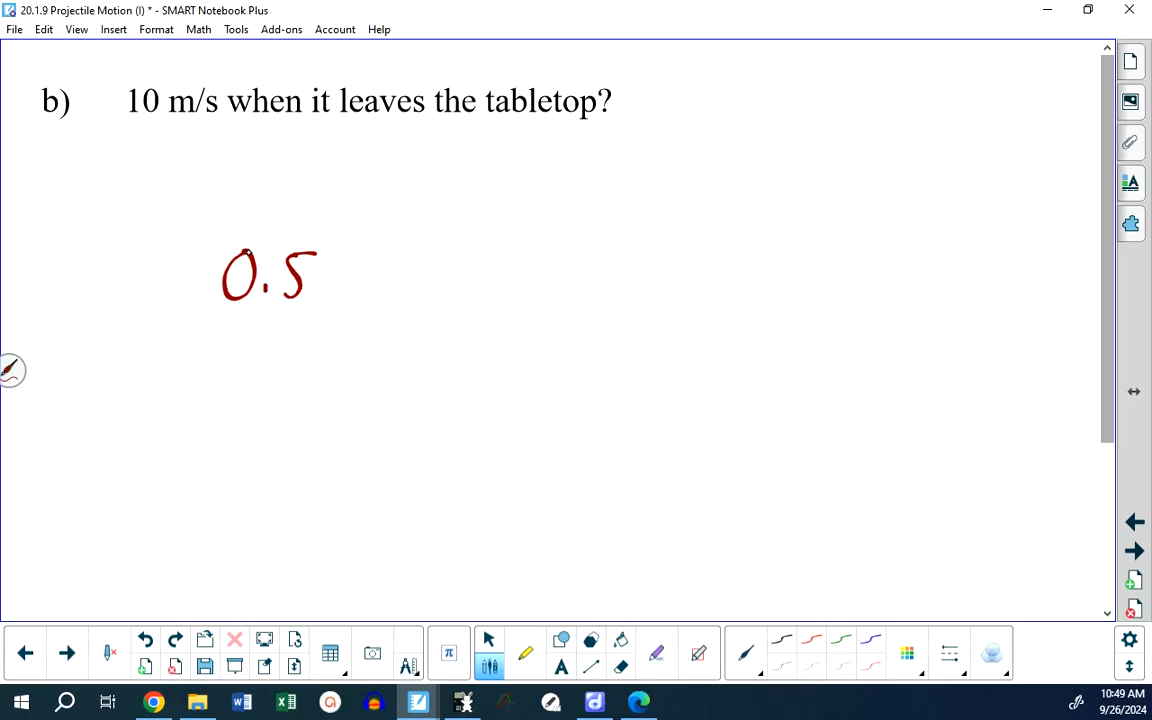 20.1.9 Projectile Motion (I) * - SMART Notebook Plus
File Edit View Insert Format Math Tools Add-ons Account Help
b) 10 m/s when it leaves the tabletop?
0.5
10:49 AM
9/26/2024